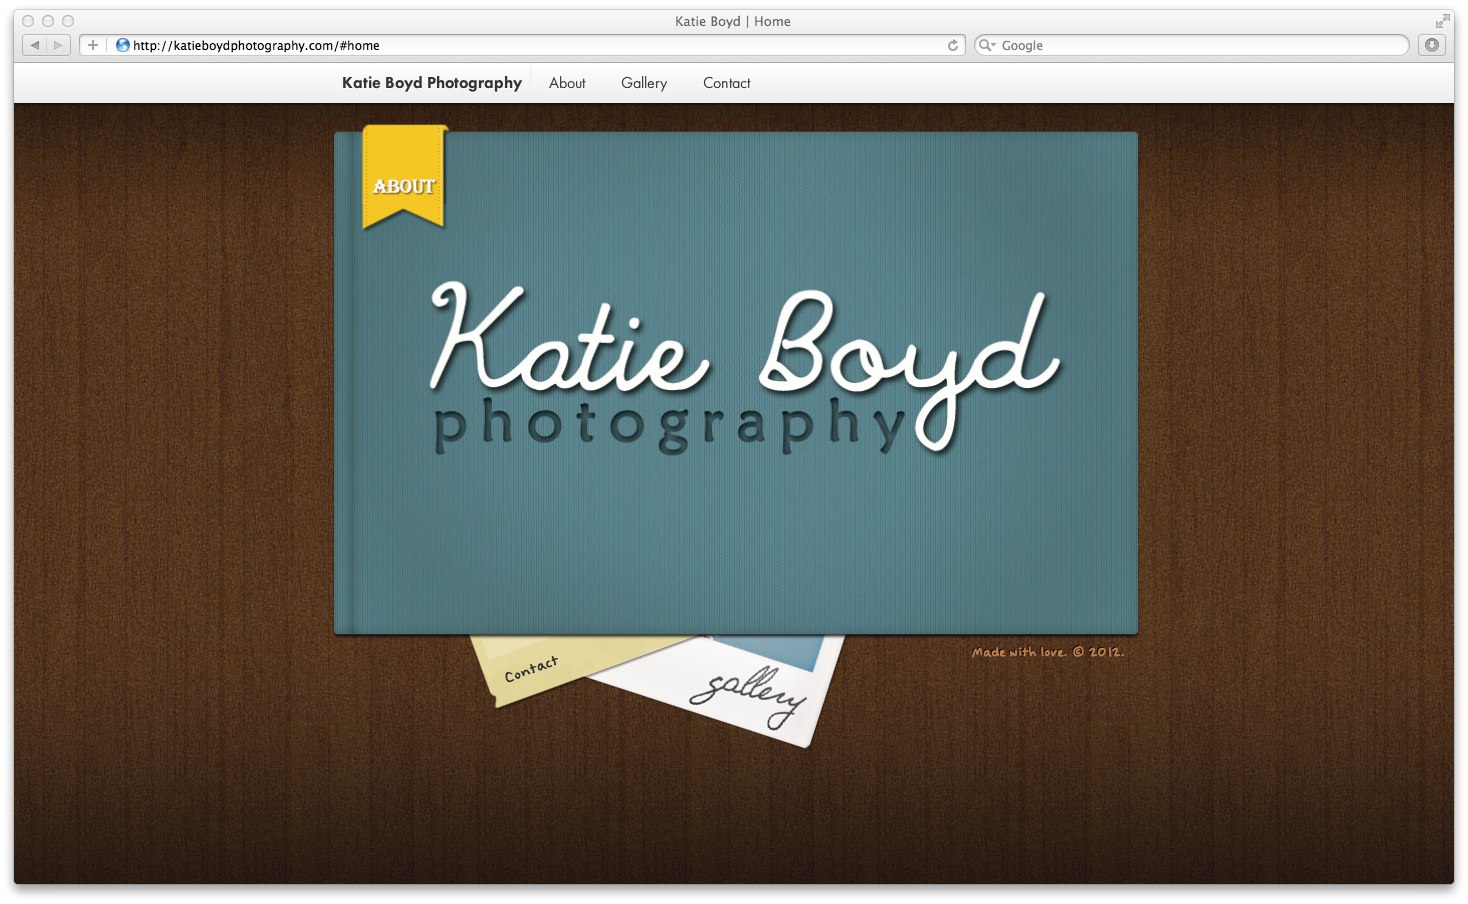 Katie Boyd | Home
http://katieboydphotography.com/#home
Google
Katie Boyd Photography About Gallery Contact
ABOUT
Katie Boyd
photography
Made with love. © 2012.
Contact
gallery